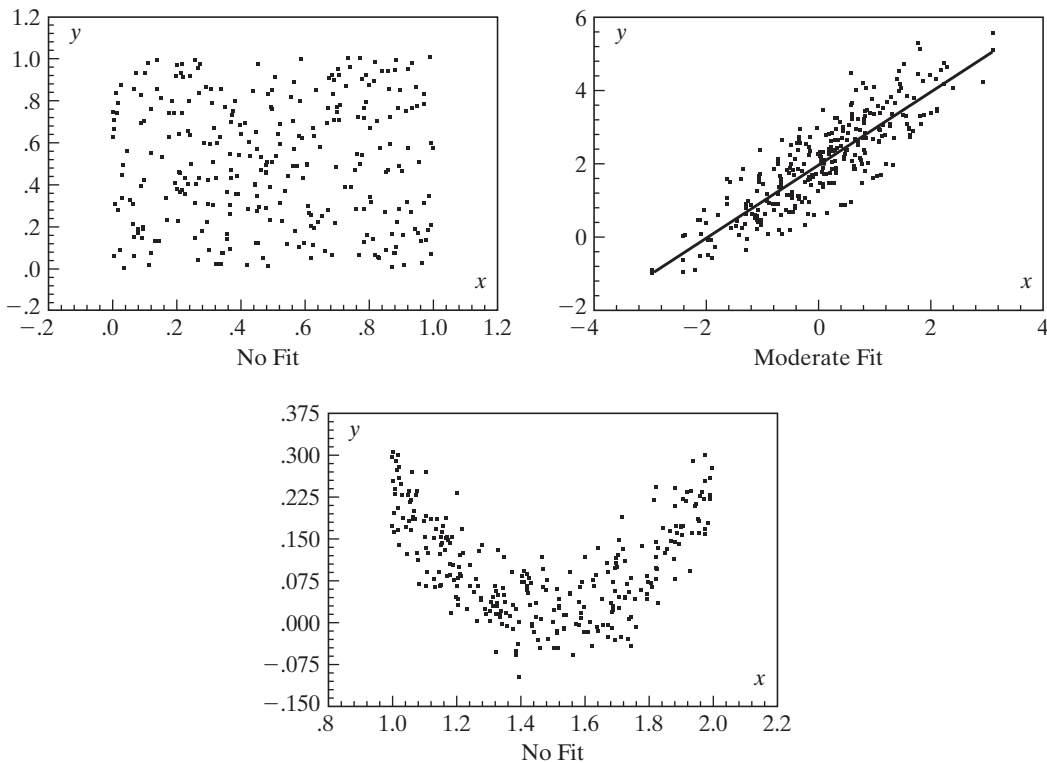 1.2
y
1.0
.8
.6
.4
.2
.0
x
−.2
−.2 .0 .2 .4 .6 .8 1.0 1.2
No Fit
6
y
4
2
0
x
−2
−4 −2 0 2 4
Moderate Fit
.375
y
.300
.225
.150
.075
.000
−.075
x
−.150
.8 1.0 1.2 1.4 1.6 1.8 2.0 2.2
No Fit